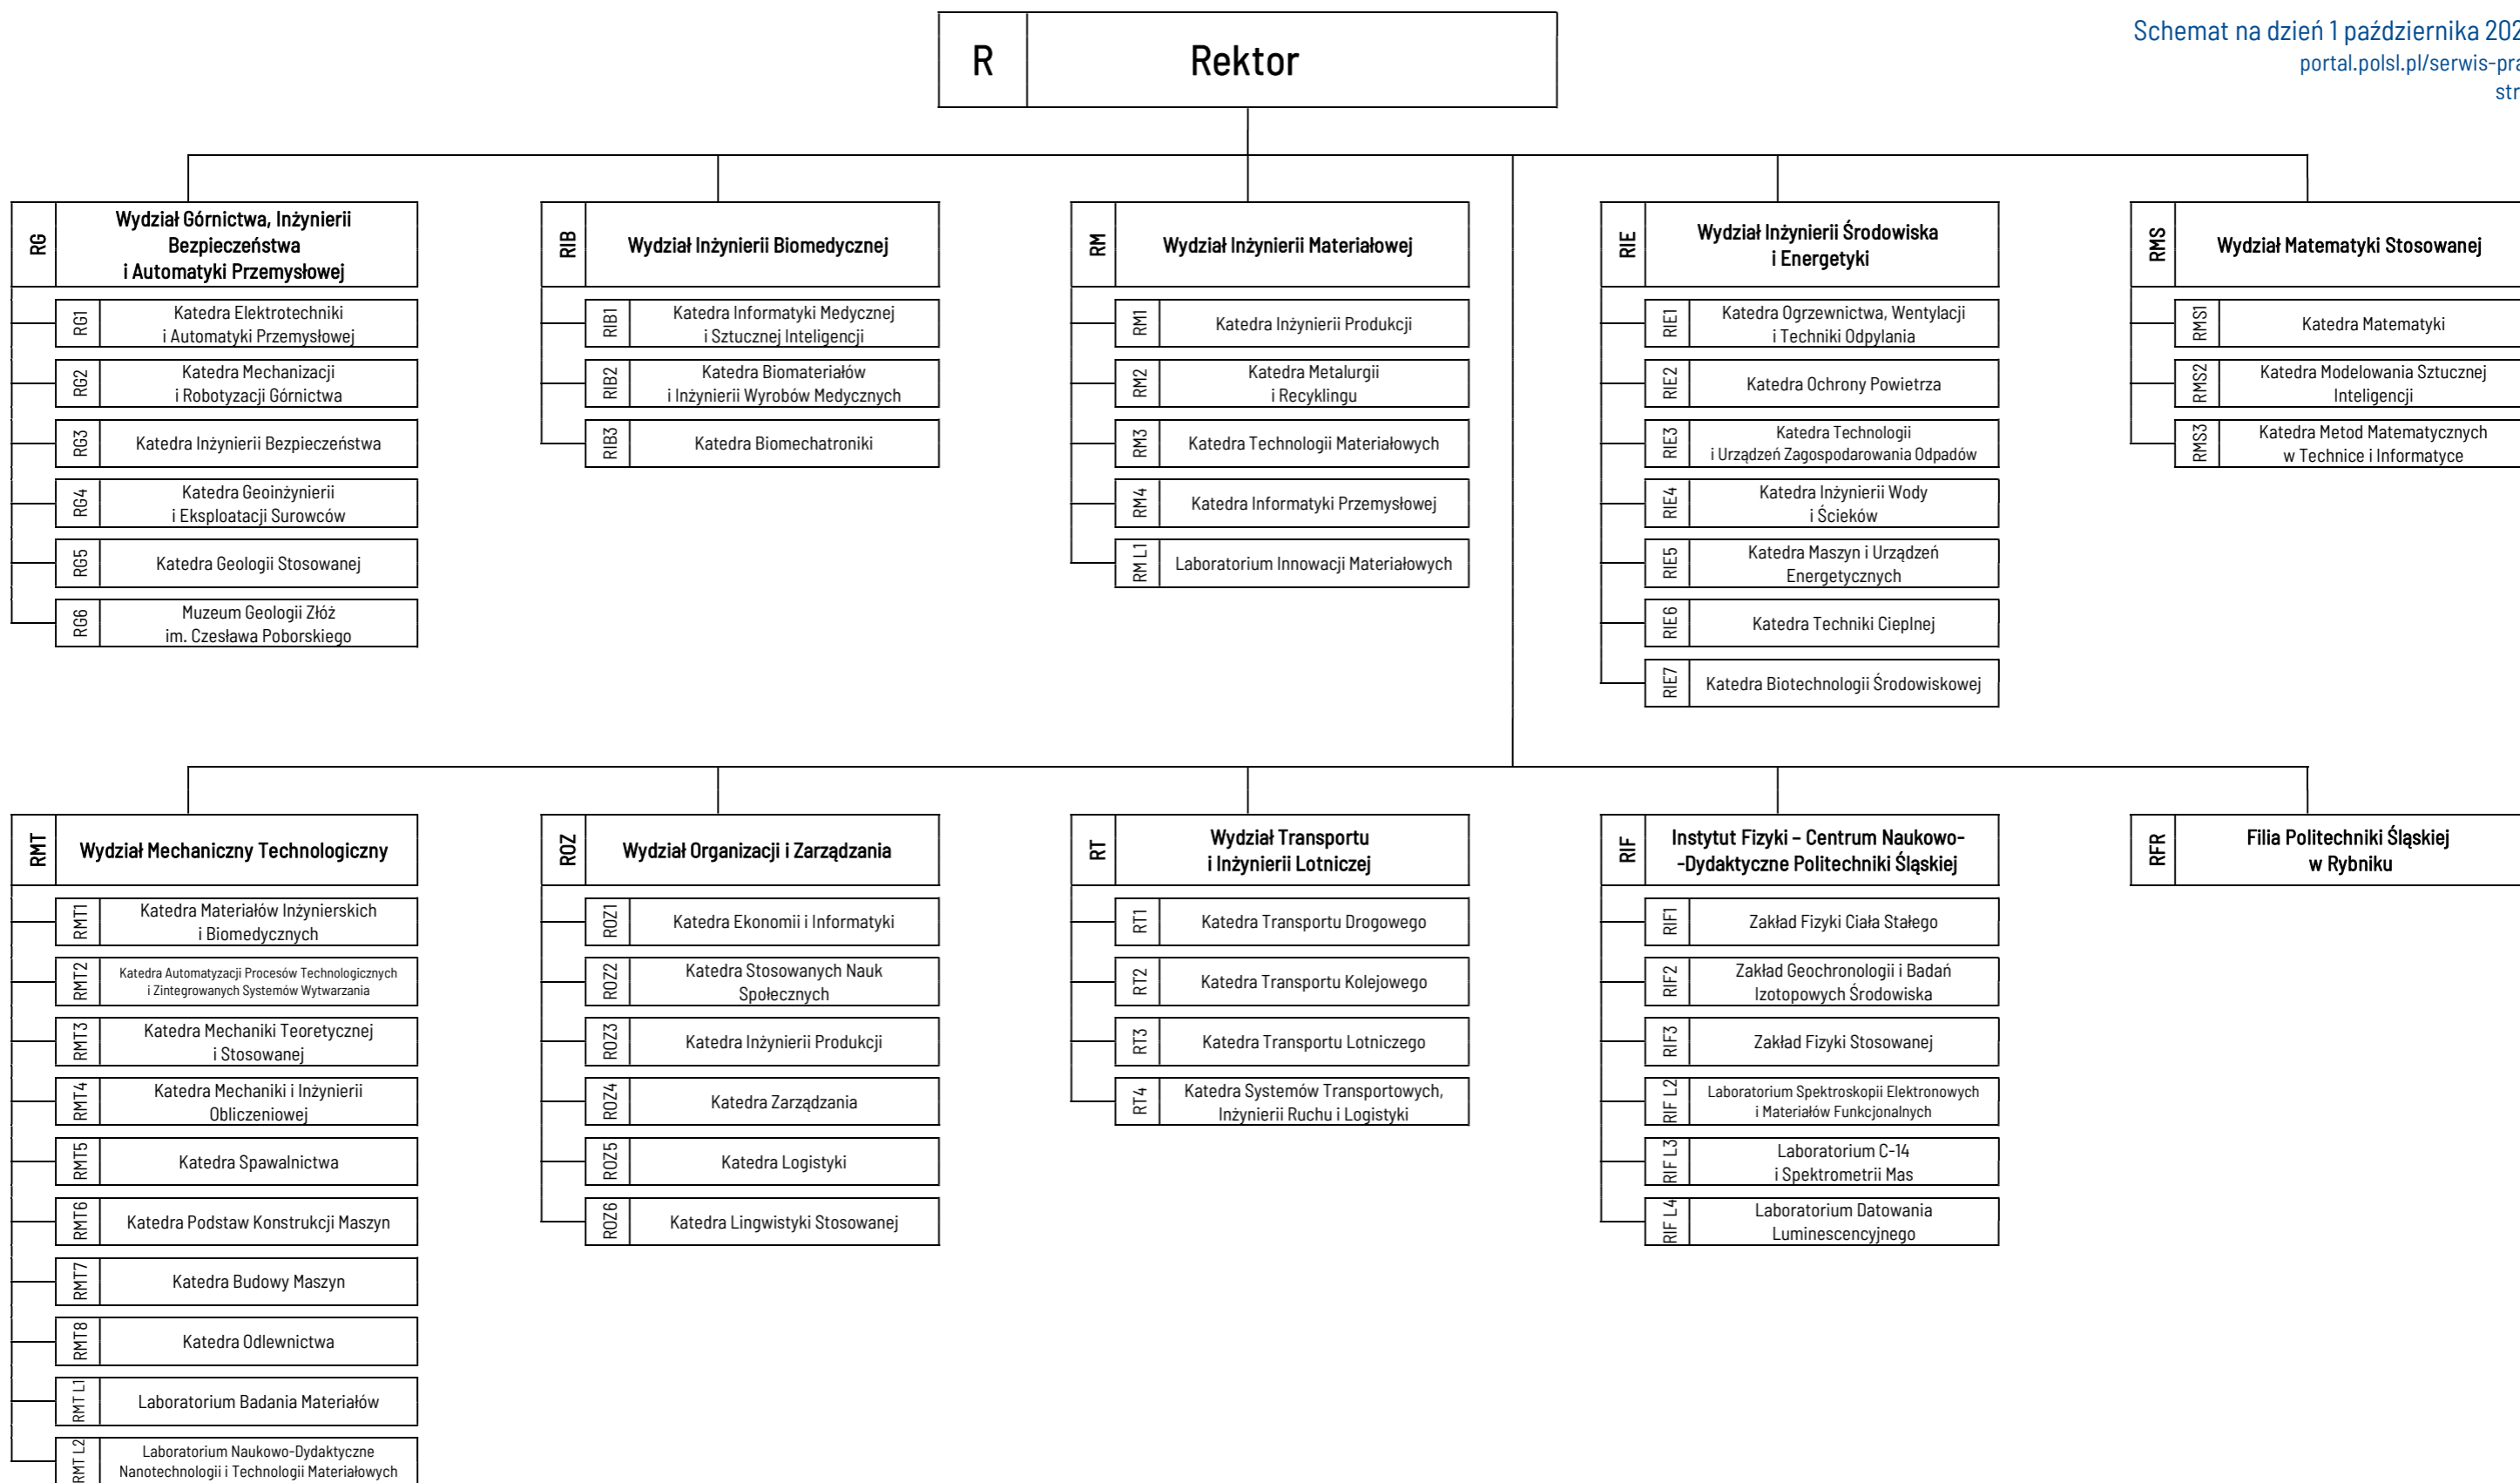 R
Rektor
Schemat na dzień 1 października
portal.polsl.pl/serwis-
RG
Wydział Górnictwa, Inżynierii
Bezpieczeństwa
i Automatyki Przemysłowej
RG1
Katedra Elektrotechniki
i Automatyki Przemysłowej
RG2
Katedra Mechanizacji
i Robotyzacji Górnictwa
RG3
Katedra Inżynierii Bezpieczeństwa
RG4
Katedra Geoinżynierii
i Eksploatacji Surowców
RG5
Katedra Geologii Stosowanej
RG6
Muzeum Geologii Złóż
im. Czesława Poborskiego
RIB
Wydział Inżynierii Biomedycznej
RIB1
Katedra Informatyki Medycznej
i Sztucznej Inteligencji
RIB2
Katedra Biomateriałów
i Inżynierii Wyrobów Medycznych
RIB3
Katedra Biomechatroniki
RM
Wydział Inżynierii Materiałowej
RM1
Katedra Inżynierii Produkcji
RM2
Katedra Metalurgii
i Recyklingu
RM3
Katedra Technologii Materiałowych
RM4
Katedra Informatyki Przemysłowej
RM L1
Laboratorium Innowacji Materiałowych
RIE
Wydział Inżynierii Środowiska
i Energetyki
RIE1
Katedra Ogrzewnictwa, Wentylacji
i Techniki Odpylania
RIE2
Katedra Ochrony Powietrza
RIE3
Katedra Technologii
i Urządzeń Zagospodarowania Odpadów
RIE4
Katedra Inżynierii Wody
i Ścieków
RIE5
Katedra Maszyn i Urządzeń
Energetycznych
RIE6
Katedra Techniki Cieplnej
RIE7
Katedra Biotechnologii Środowiskowej
RMS
Wydział Matematyki Stosowanej
RMS1
Katedra Matematyki
RMS2
Katedra Modelowania Sztucznej
Inteligencji
RMS3
Katedra Metod Matematycznych
w Technice i Informatyce
RMT
Wydział Mechaniczny Technologiczny
RMT1
Katedra Materiałów Inżynierskich
i Biomedycznych
RMT2
Katedra Automatyzacji Procesów Technologicznych
i Zintegrowanych Systemów Wytwarzania
RMT3
Katedra Mechaniki Teoretycznej
i Stosowanej
RMT4
Katedra Mechaniki i Inżynierii
Obliczeniowej
RMT5
Katedra Spawalnictwa
RMT6
Katedra Podstaw Konstrukcji Maszyn
RMT7
Katedra Budowy Maszyn
RMT8
Katedra Odlewnictwa
RMT L1
Laboratorium Badania Materiałów
RMT L2
Laboratorium Naukowo-Dydaktyczne
Nanotechnologii i Technologii Materiałowych
ROZ
Wydział Organizacji i Zarządzania
ROZ1
Katedra Ekonomii i Informatyki
ROZ2
Katedra Stosowanych Nauk
Społecznych
ROZ3
Katedra Inżynierii Produkcji
ROZ4
Katedra Zarządzania
ROZ5
Katedra Logistyki
ROZ6
Katedra Lingwistyki Stosowanej
RT
Wydział Transportu
i Inżynierii Lotniczej
RT1
Katedra Transportu Drogowego
RT2
Katedra Transportu Kolejowego
RT3
Katedra Transportu Lotniczego
RT4
Katedra Systemów Transportowych,
Inżynierii Ruchu i Logistyki
RIF
Instytut Fizyki – Centrum Naukowo-
-Dydaktyczne Politechniki Śląskiej
RIF1
Zakład Fizyki Ciała Stałego
RIF2
Zakład Geochronologii i Badań
Izotopowych Środowiska
RIF3
Zakład Fizyki Stosowanej
RIF L2
Laboratorium Spektroskopii Elektronowych
i Materiałów Funkcjonalnych
RIF L3
Laboratorium C-14
i Spektrometrii Mas
RIF L4
Laboratorium Datowania
Luminescencyjnego
RFR
Filia Politechniki Śląskiej
w Rybniku